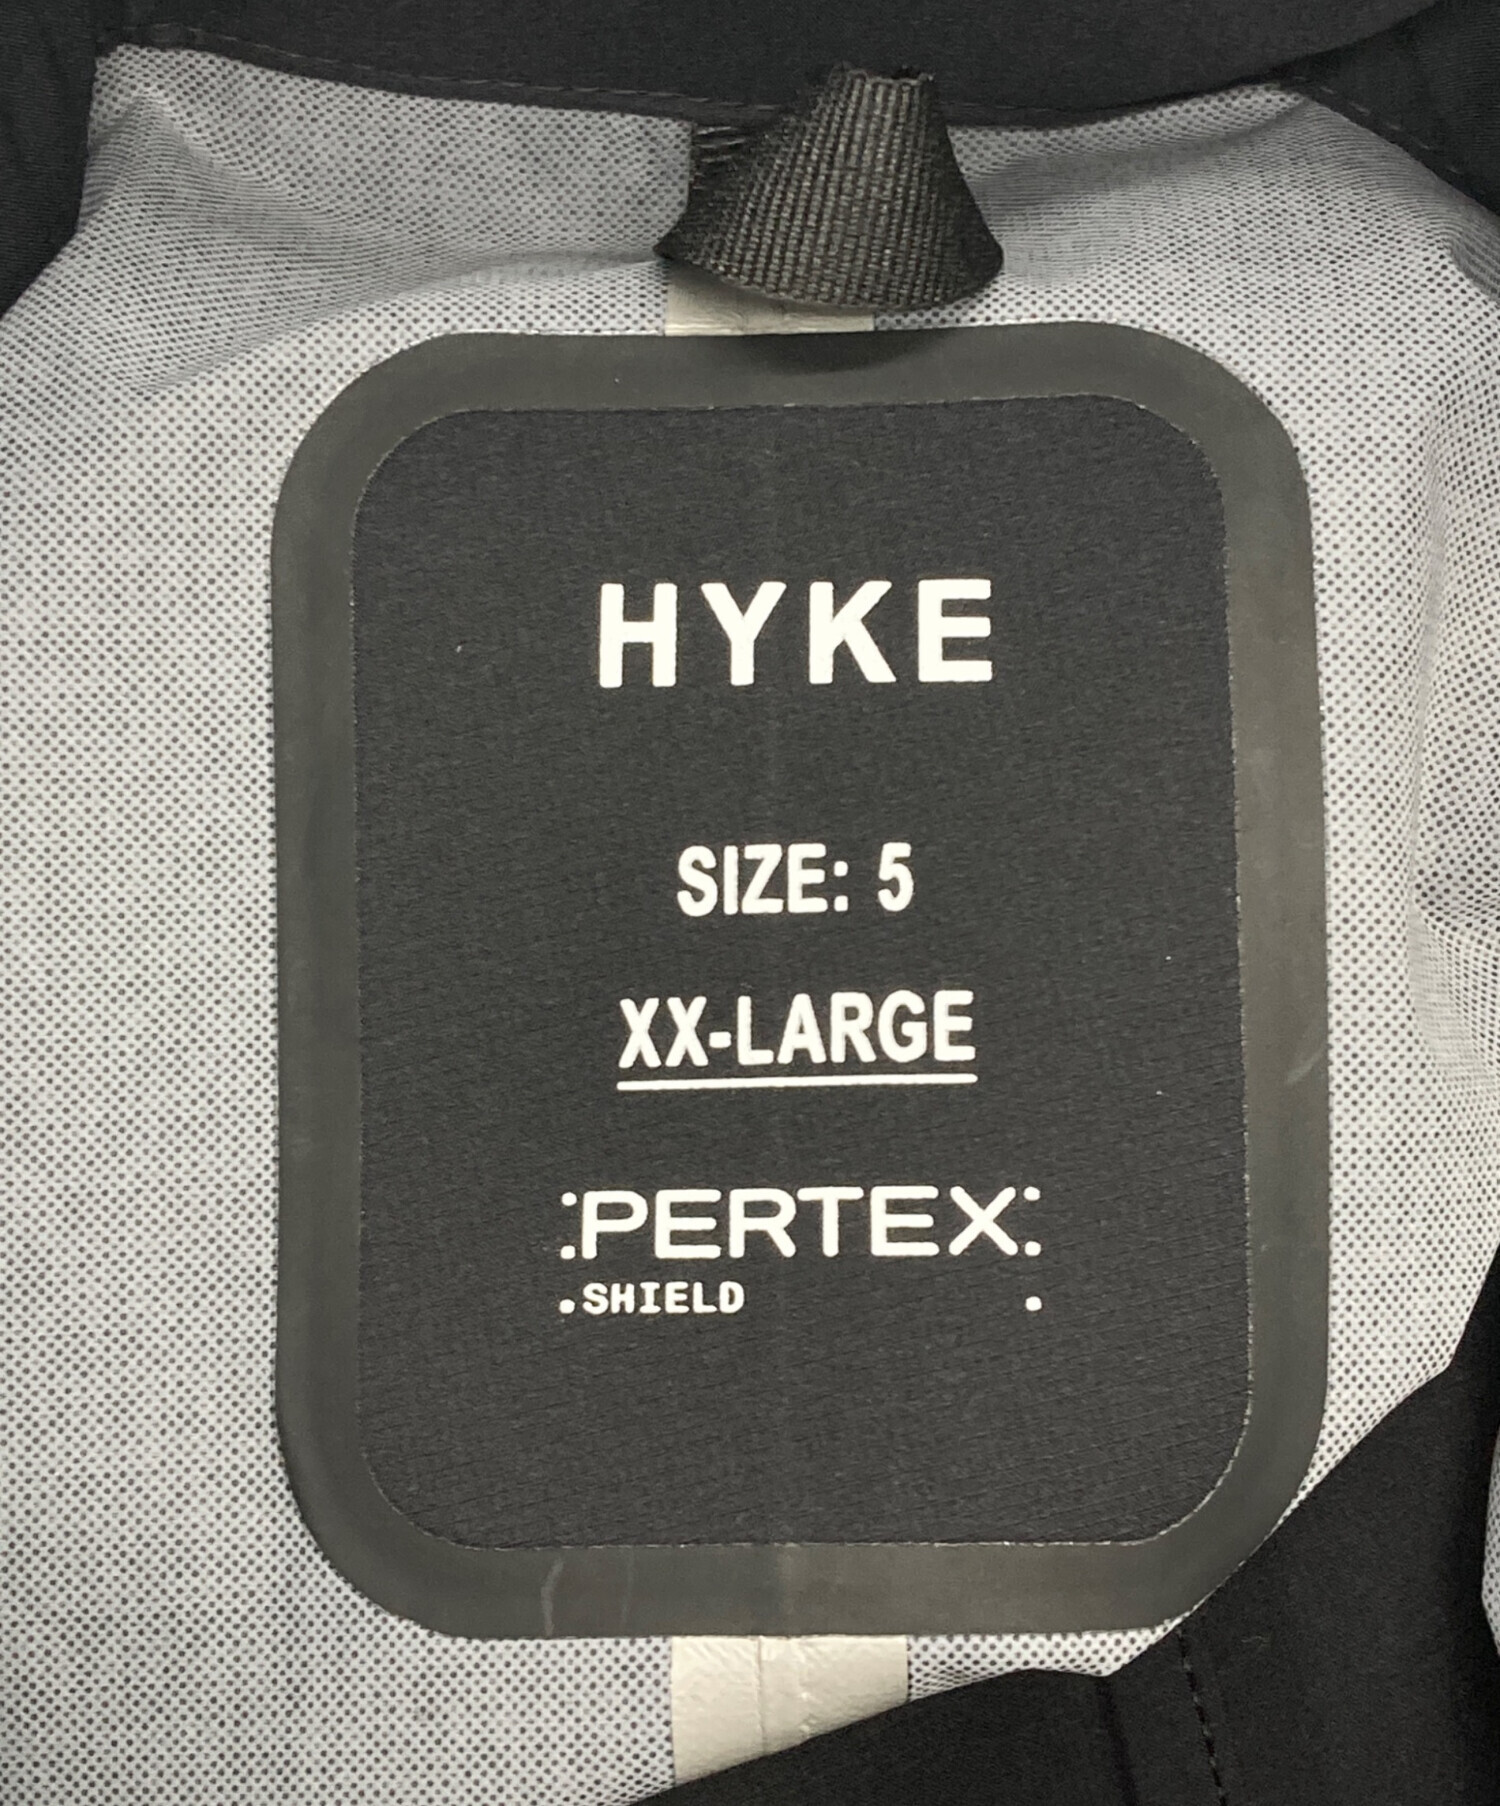 HYKE
SIZE: 5
XX-LARGE
PERTEX
SHIELD